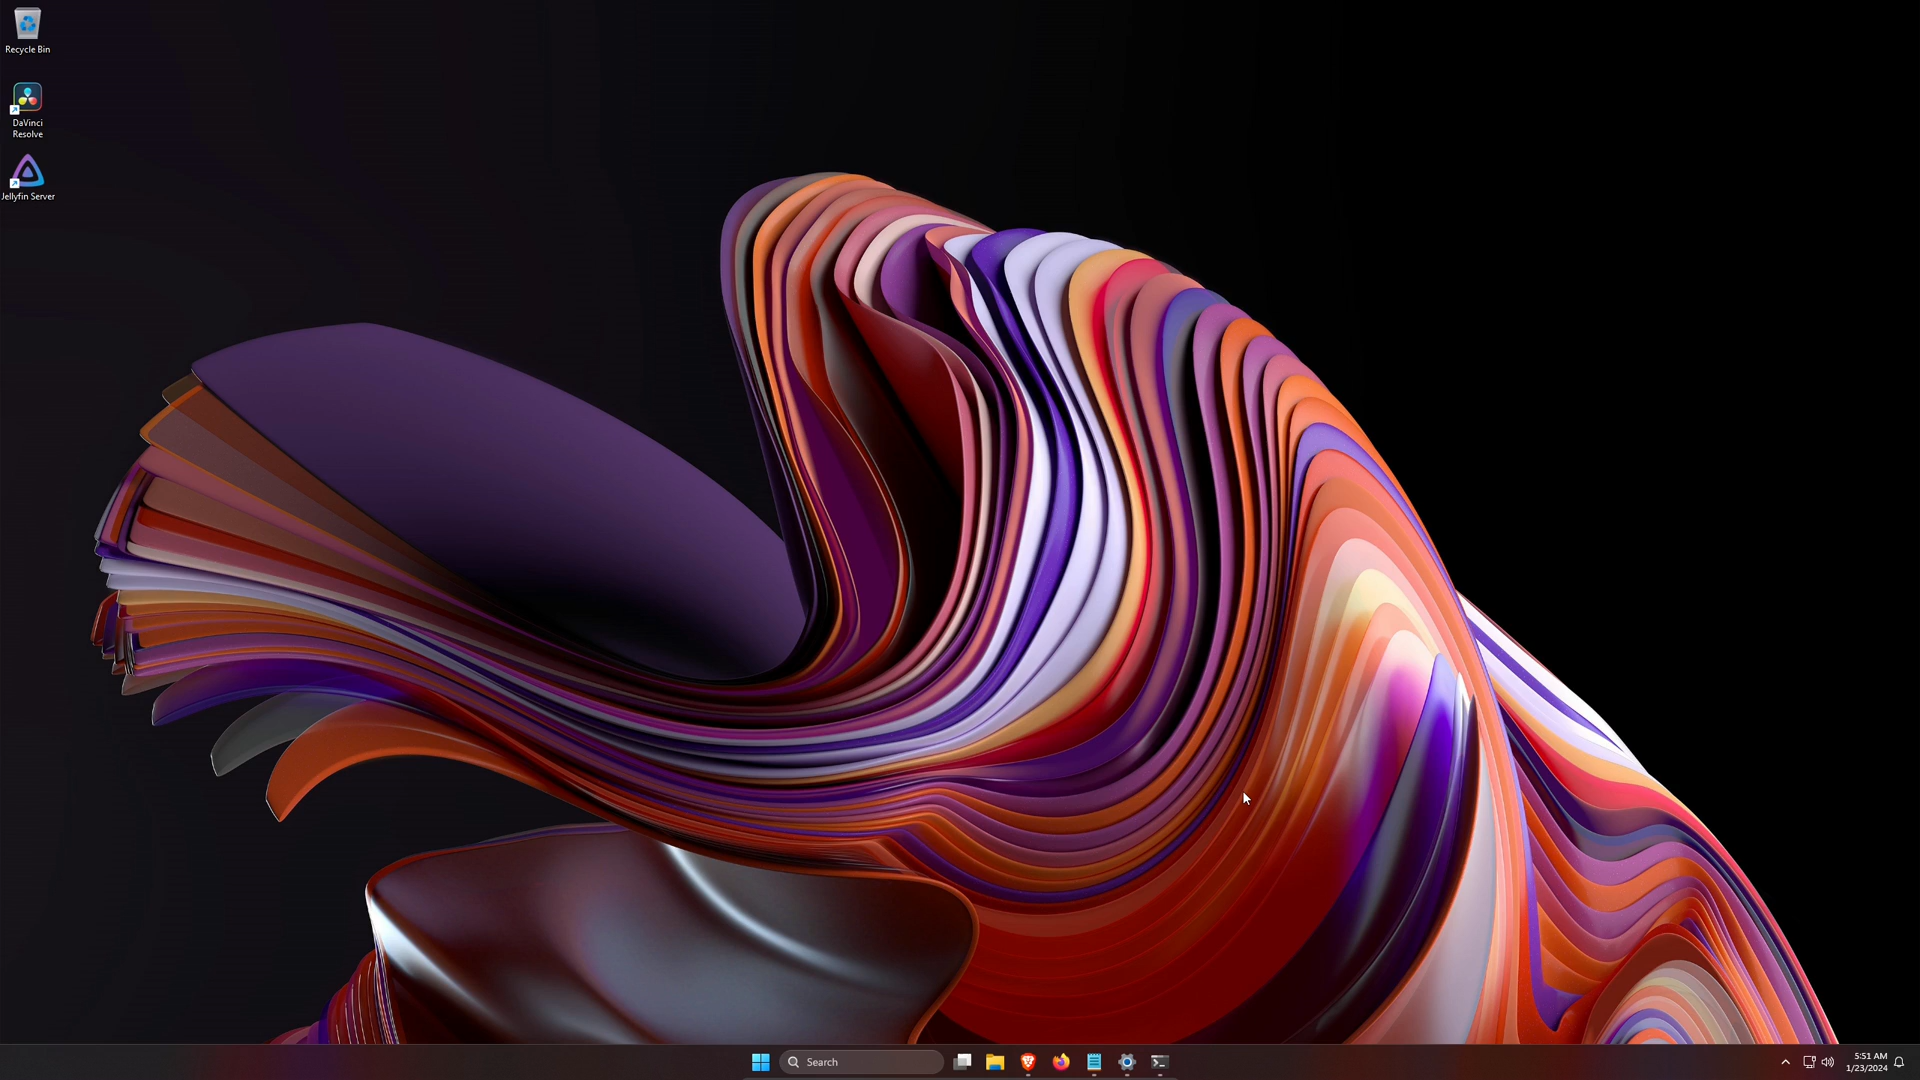 Recycle Bin
DaVinci
Resolve
Jellyfin Server
Search
5:51 AM
1/23/2024